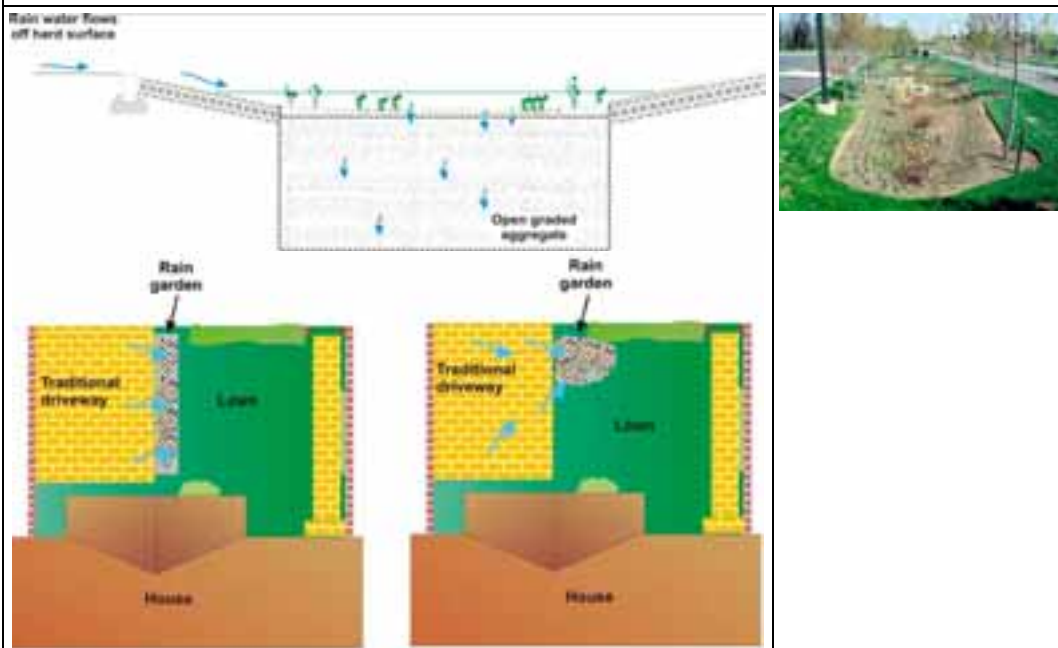 Rain water flows
off hard surface
Open graded
aggregate
Rain
garden
Traditional
driveway
Lawn
House
Rain
garden
Traditional
driveway
Lawn
House